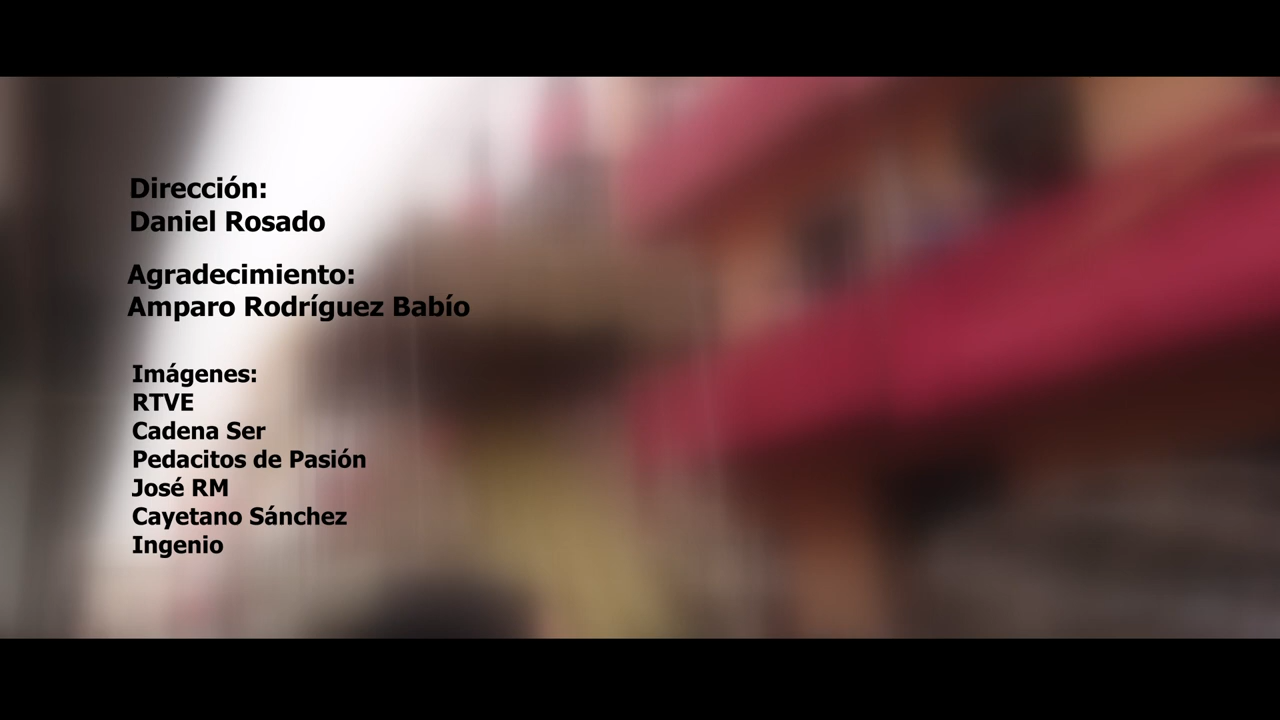 Dirección:
Daniel Rosado
Agradecimiento:
Amparo Rodríguez Babío
Imágenes:
RTVE
Cadena Ser
Pedacitos de Pasión
José RM
Cayetano Sánchez
Ingenio